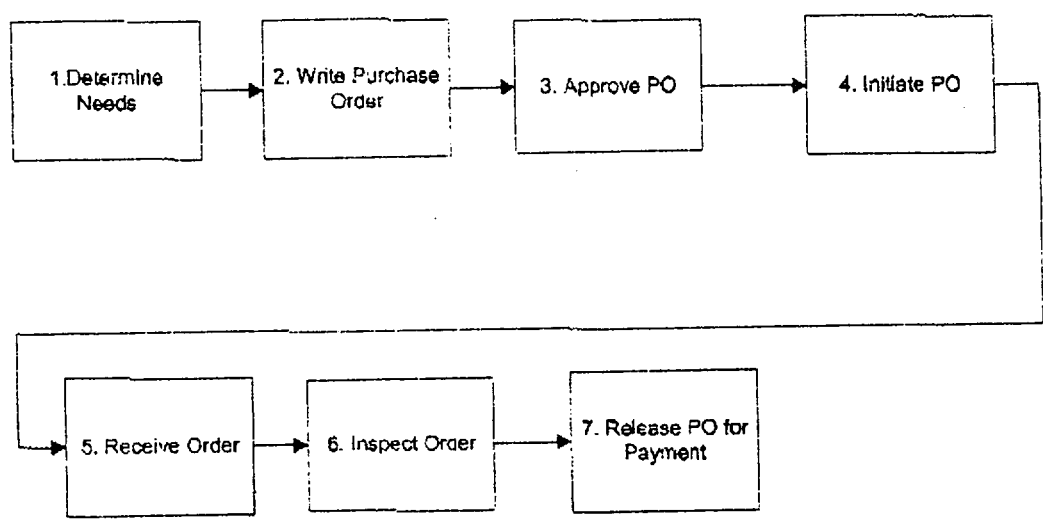 1.Determine
Needs
2. Write Purchase
Order
3. Approve PO
4. Initiate PO
5. Receive Order
6. Inspect Order
7. Release PO for
Payment